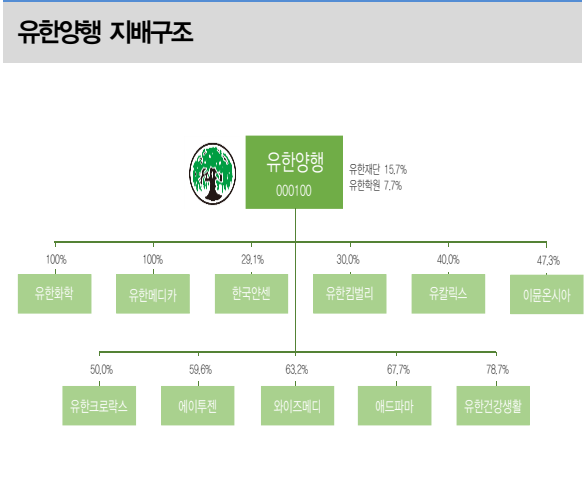 유한양행 지배구조
유한양행
000100
유한재단 15.7%
유한학원 7.7%
100%
100%
29.1%
30.0%
40.0%
47.3%
유한화학
유한메디카
한국얀센
유한킴벌리
유칼릭스
이뮨온시아
50.0%
59.6%
63.2%
67.7%
78.7%
유한크로락스
에이투젠
와이즈메디
애드파마
유한건강생활